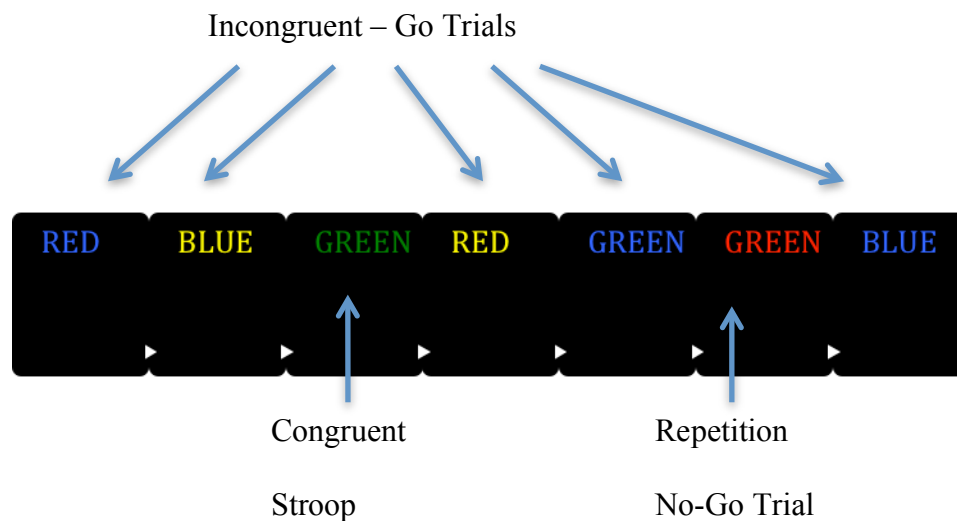 Incongruent – Go Trials
RED BLUE GREEN RED GREEN GREEN BLUE
Congruent Repetition
Stroop No-Go Trial